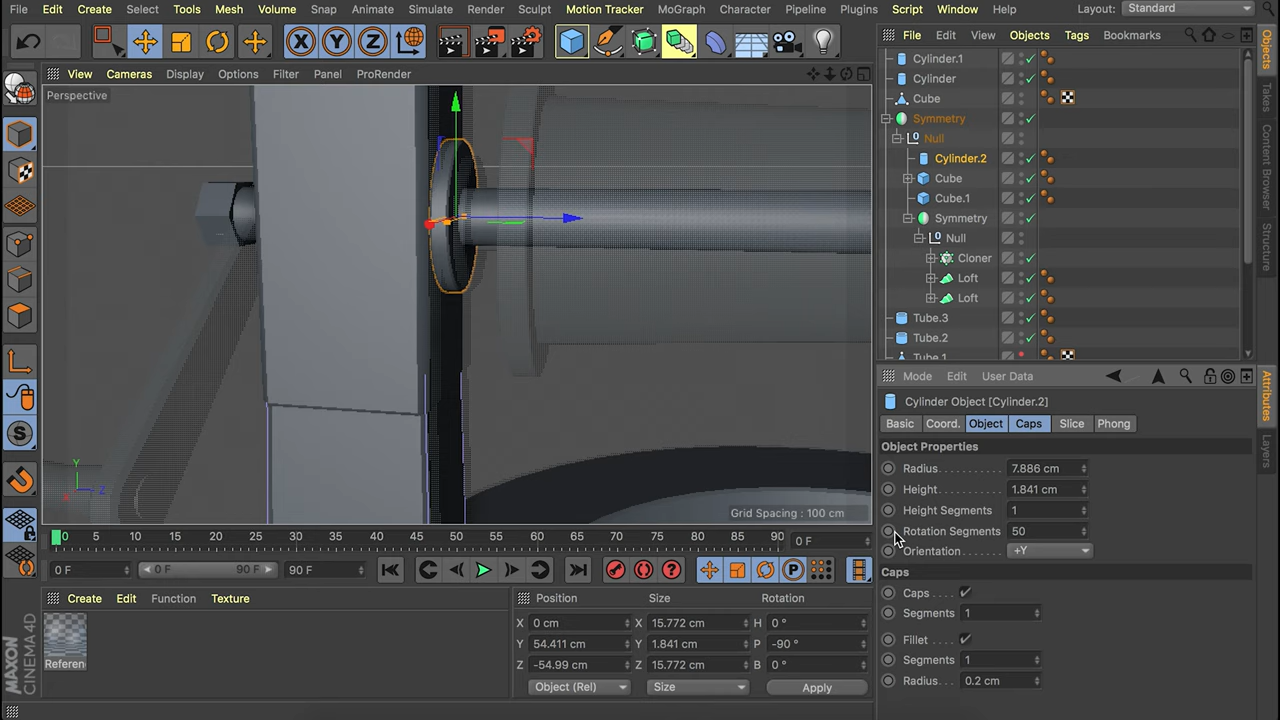 File Edit Create Select Tools Mesh Volume Snap Animate Simulate Render Sculpt Motion Tracker MoGraph Character Pipeline Plugins Script Window Help Layout: Standard
X Y Z
File Edit View Objects Tags Bookmarks
View Cameras Display Options Filter Panel ProRender
Perspective
Cylinder.1
Cylinder
Cube
Symmetry
Null
Cylinder.2
Cube
Cube.1
Symmetry
Null
Cloner
Loft
Loft
Tube.3
Tube.2
Tube.1
Objects
Takes
Content Browser
Structure
Attributes
Layers
S
Y
X
Z
Grid Spacing : 100 cm
Mode Edit User Data
Cylinder Object [Cylinder.2]
Basic Coord. Object Caps Slice Phong
Object Properties
Radius 7.886 cm
Height 1.841 cm
Height Segments 1
Rotation Segments 50
Orientation +Y
Caps
Caps
Segments 1
Fillet
Segments 1
Radius 0.2 cm
0 5 10 15 20 25 30 35 40 45 50 55 60 65 70 75 80 85 90 0 F
0 F 0 F 90 F 90 F
P
Create Edit Function Texture
Referen
Position Size Rotation
X 0 cm X 15.772 cm H 0 °
Y 54.411 cm Y 1.841 cm P -90 °
Z -54.99 cm Z 15.772 cm B 0 °
Object (Rel) Size Apply
MAXON
CINEMA 4D